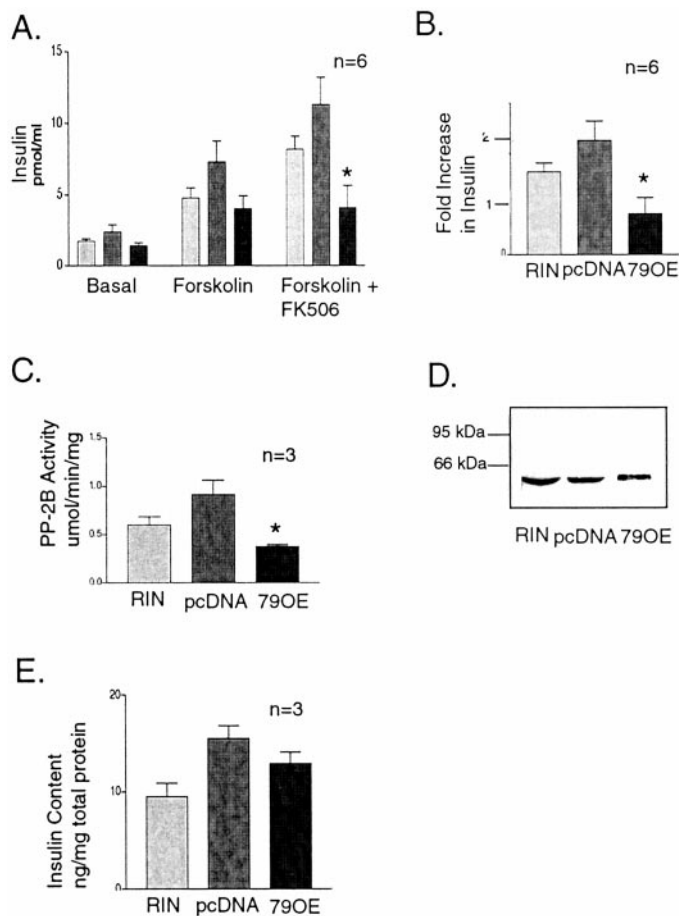 A.
15
10
5
0
Insulin
pmol/ml
n=6
*
Basal
Forskolin
Forskolin +
FK506
B.
n=6
2
1
0
Fold Increase
in Insulin
*
RIN pcDNA 79OE
C.
1.5
1.0
0.5
0.0
PP-2B Activity
umol/min/mg
n=3
*
RIN pcDNA 79OE
D.
95 kDa
66 kDa
RIN pcDNA 79OE
E.
20
10
0
Insulin Content
ng/mg total protein
n=3
RIN pcDNA 79OE